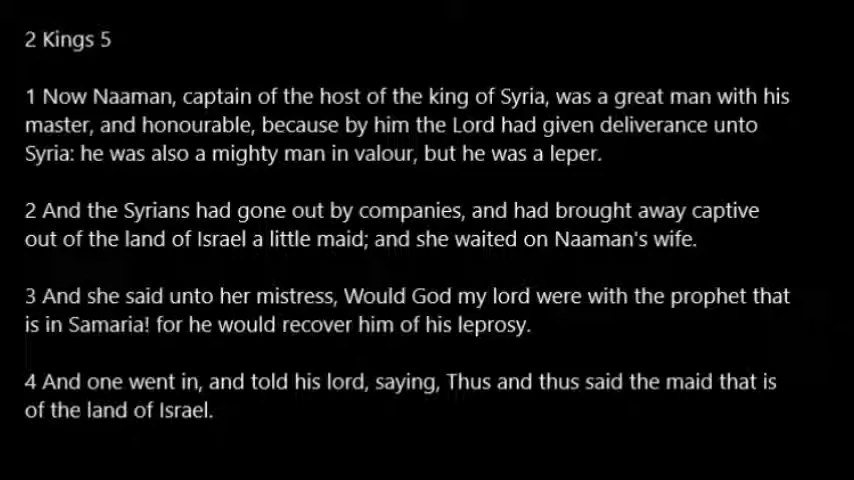 2 Kings 5
1 Now Naaman, captain of the host of the king of Syria, was a great man with his
master, and honourable, because by him the Lord had given deliverance unto
Syria: he was also a mighty man in valour, but he was a leper.
2 And the Syrians had gone out by companies, and had brought away captive
out of the land of Israel a little maid; and she waited on Naaman's wife.
3 And she said unto her mistress, Would God my lord were with the prophet that
is in Samaria! for he would recover him of his leprosy.
4 And one went in, and told his lord, saying, Thus and thus said the maid that is
of the land of Israel.